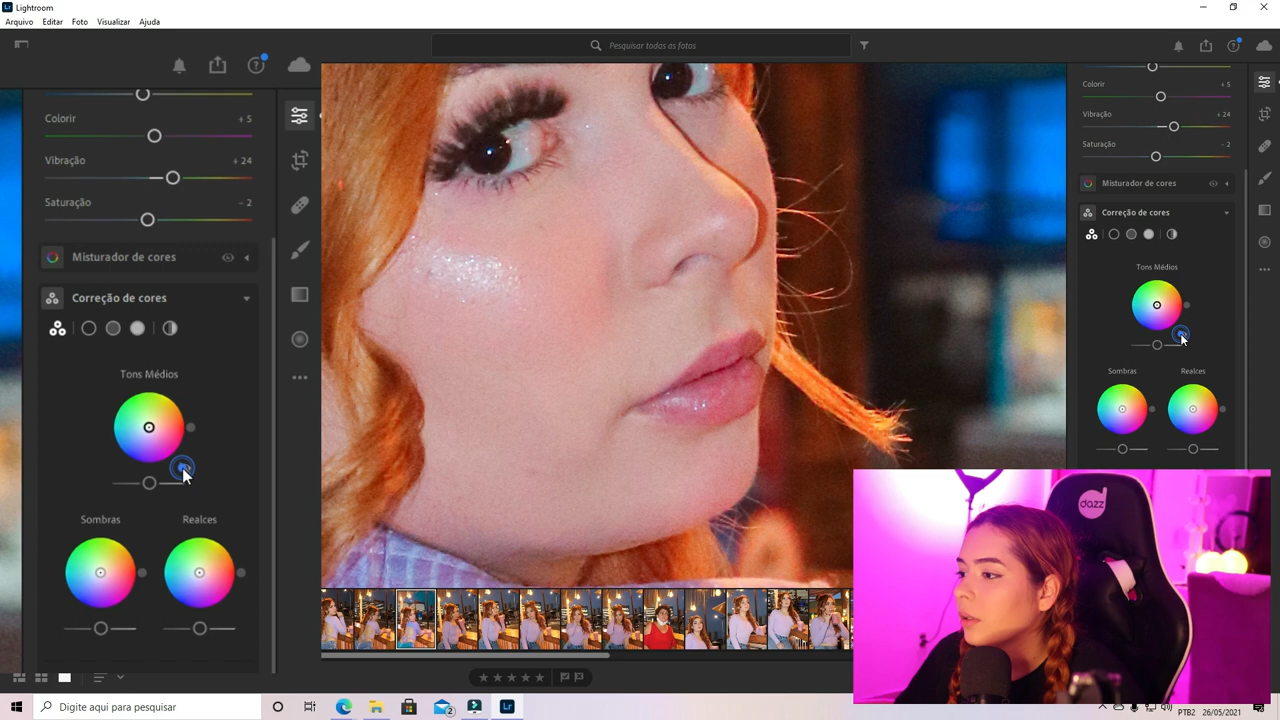 Lightroom
Arquivo Editar Foto Visualizar Ajuda
Pesquisar todas as fotos
Colorir + 5
Vibração + 24
Saturação - 2
Misturador de cores
Correção de cores
Tons Médios
Sombras Realces
Colorir + 5
Vibração + 24
Saturação - 2
Misturador de cores
Correção de cores
Tons Médios
Sombras Realces
dazz
Digite aqui para pesquisar
Lr
PTB2 26/05/2021